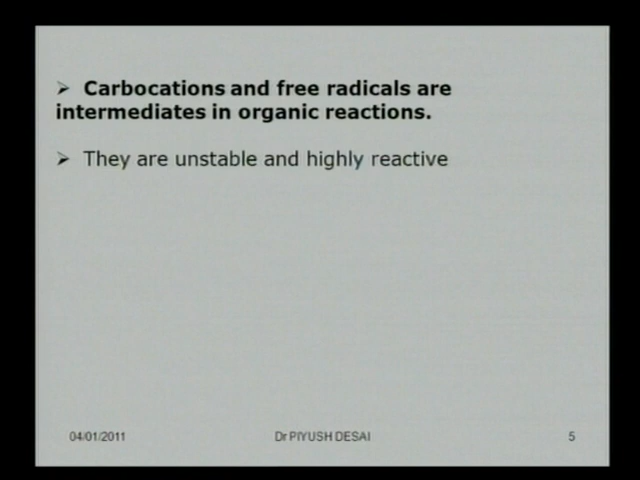 ➢ Carbocations and free radicals are
intermediates in organic reactions.
➢ They are unstable and highly reactive
04/01/2011 Dr PIYUSH DESAI 5